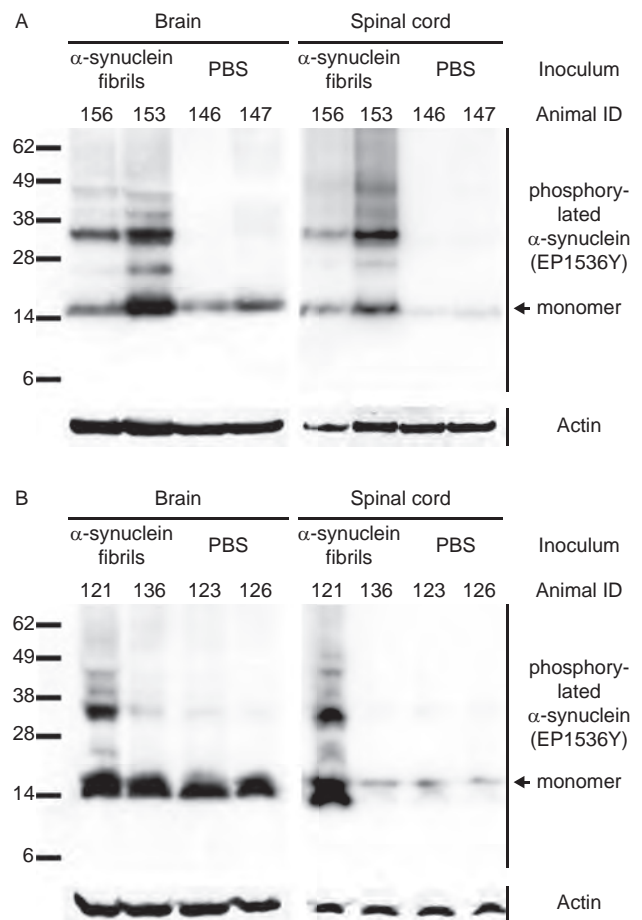 A
Brain Spinal cord
α-synuclein fibrils PBS α-synuclein fibrils PBS Inoculum
156 153 146 147 156 153 146 147 Animal ID
62
49
38
28
14
6
phosphory-
lated
α-synuclein
(EP1536Y)
monomer
Actin
B
Brain Spinal cord
α-synuclein fibrils PBS α-synuclein fibrils PBS Inoculum
121 136 123 126 121 136 123 126 Animal ID
62
49
38
28
14
6
phosphory-
lated
α-synuclein
(EP1536Y)
monomer
Actin